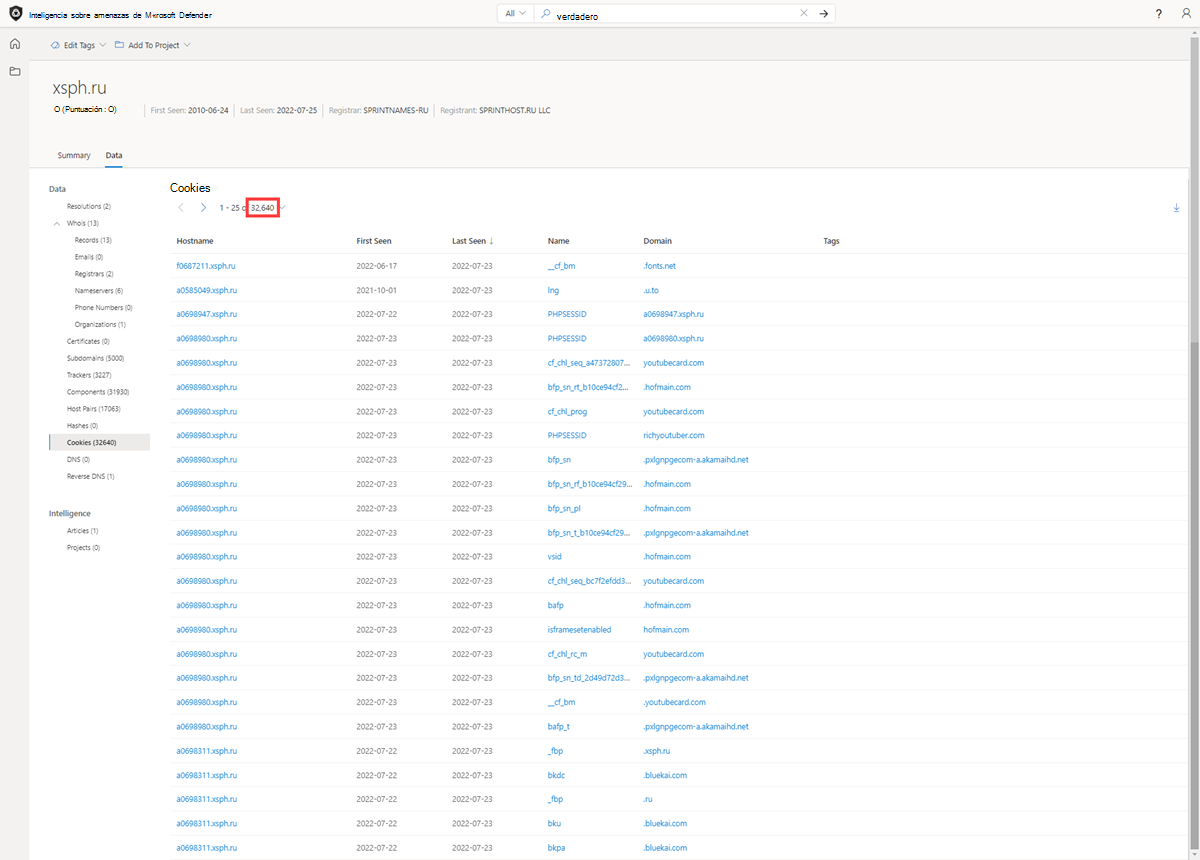 Inteligencia sobre amenazas de Microsoft Defender
All
verdadero
?
Edit Tags
Add To Project
xsph.ru
O (Puntuación : O)
First Seen: 2010-06-24
Last Seen: 2022-07-25
Registrar: SPRINTNAMES-RU
Registrant: SPRINTHOST.RU LLC
Summary
Data
Data
Resolutions (2)
Whois (13)
Records (13)
Emails (0)
Registrars (2)
Nameservers (6)
Phone Numbers (0)
Organizations (1)
Certificates (0)
Subdomains (5000)
Trackers (3227)
Components (31930)
Host Pairs (17063)
Hashes (0)
Cookies (32640)
DNS (0)
Reverse DNS (1)
Intelligence
Articles (1)
Projects (0)
Cookies
1 - 25 32,640
Hostname First Seen Last Seen ↓ Name Domain Tags
f0687211.xsph.ru 2022-06-17 2022-07-23 __cf_bm .fonts.net
a0585049.xsph.ru 2021-10-01 2022-07-23 lng .u.to
a0698947.xsph.ru 2022-07-22 2022-07-23 PHPSESSID a0698947.xsph.ru
a0698980.xsph.ru 2022-07-23 2022-07-23 PHPSESSID a0698980.xsph.ru
a0698980.xsph.ru 2022-07-23 2022-07-23 cf_chl_seq_a47372807... youtubecard.com
a0698980.xsph.ru 2022-07-23 2022-07-23 bfp_sn_rt_b10ce94cf2... .hofmain.com
a0698980.xsph.ru 2022-07-23 2022-07-23 cf_chl_prog youtubecard.com
a0698980.xsph.ru 2022-07-23 2022-07-23 PHPSESSID richyoutuber.com
a0698980.xsph.ru 2022-07-23 2022-07-23 bfp_sn .pxlgnpgecom-a.akamaihd.net
a0698980.xsph.ru 2022-07-23 2022-07-23 bfp_sn_rf_b10ce94cf29... .hofmain.com
a0698980.xsph.ru 2022-07-23 2022-07-23 bfp_sn_pl .hofmain.com
a0698980.xsph.ru 2022-07-23 2022-07-23 bfp_sn_t_b10ce94cf29... .pxlgnpgecom-a.akamaihd.net
a0698980.xsph.ru 2022-07-23 2022-07-23 vsid .hofmain.com
a0698980.xsph.ru 2022-07-23 2022-07-23 cf_chl_seq_bc7f2efdd3... youtubecard.com
a0698980.xsph.ru 2022-07-23 2022-07-23 bafp .hofmain.com
a0698980.xsph.ru 2022-07-23 2022-07-23 isframesetenabled hofmain.com
a0698980.xsph.ru 2022-07-23 2022-07-23 cf_chl_rc_m youtubecard.com
a0698980.xsph.ru 2022-07-23 2022-07-23 bfp_sn_td_2d49d72d3... .pxlgnpgecom-a.akamaihd.net
a0698980.xsph.ru 2022-07-23 2022-07-23 __cf_bm .youtubecard.com
a0698980.xsph.ru 2022-07-23 2022-07-23 bafp_t .pxlgnpgecom-a.akamaihd.net
a0698311.xsph.ru 2022-07-22 2022-07-23 _fbp .xsph.ru
a0698311.xsph.ru 2022-07-22 2022-07-23 bkdc .bluekai.com
a0698311.xsph.ru 2022-07-22 2022-07-23 _fbp .ru
a0698311.xsph.ru 2022-07-22 2022-07-23 bku .bluekai.com
a0698311.xsph.ru 2022-07-22 2022-07-23 bkpa .bluekai.com